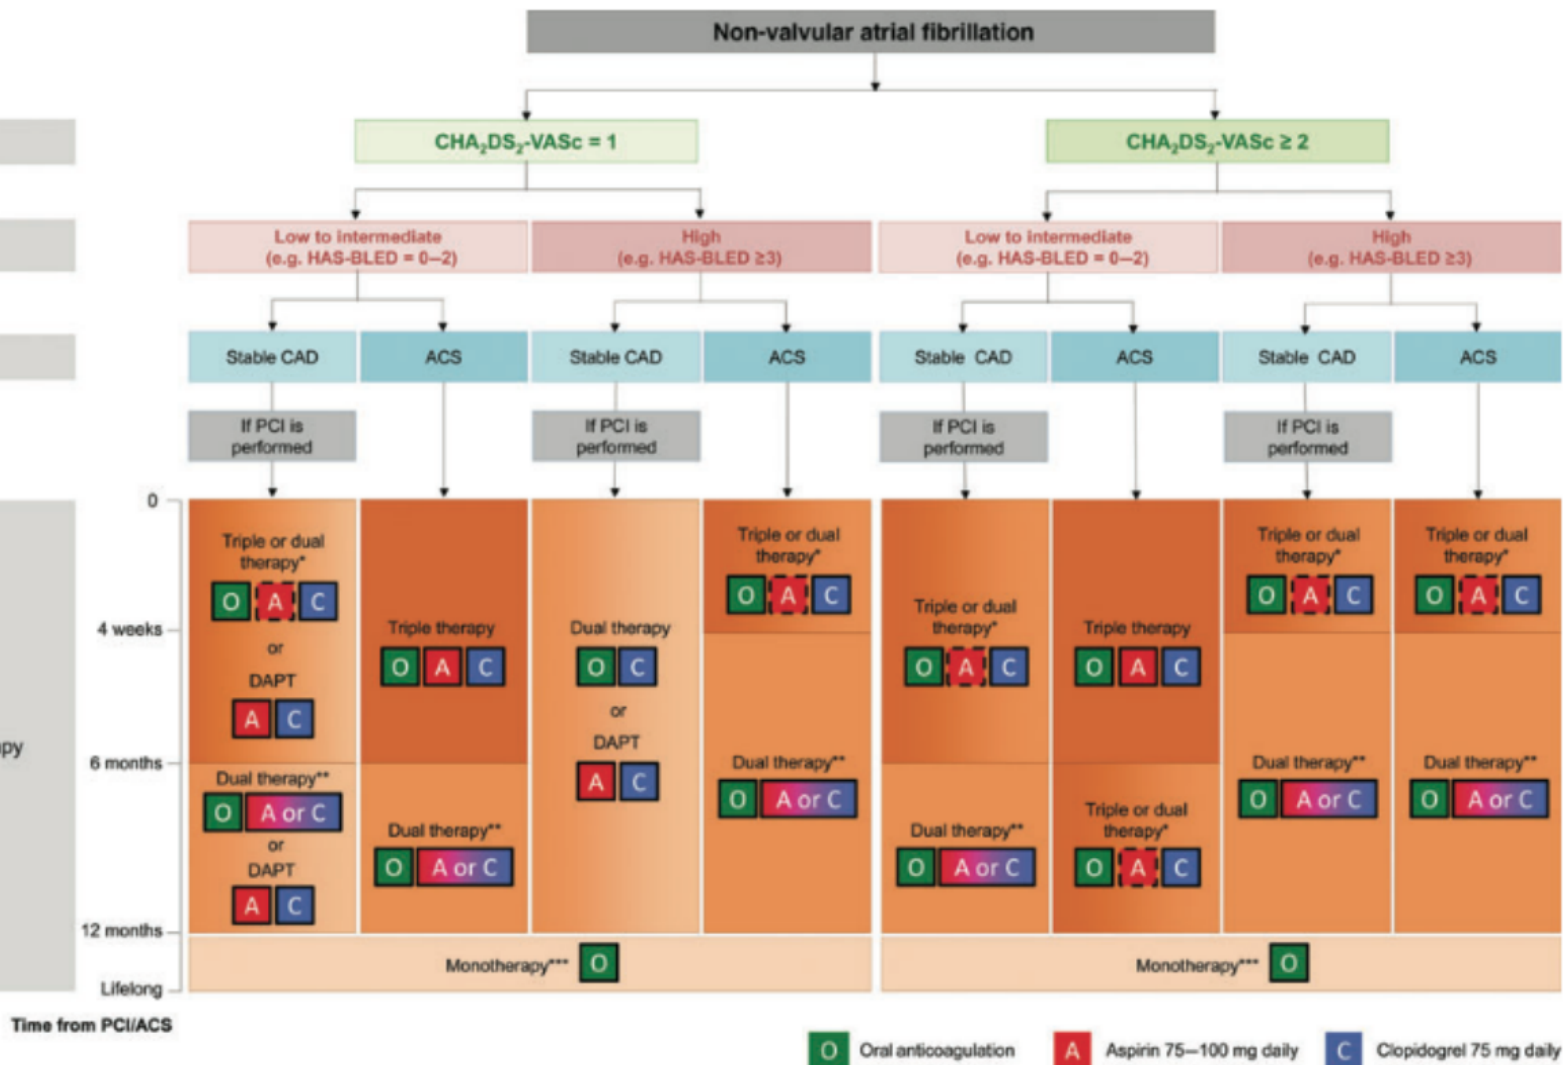 Non-valvular atrial fibrillation
CHA₂DS₂-VASc = 1
CHA₂DS₂-VASc ≥ 2
Low to intermediate
(e.g. HAS-BLED = 0–2)
High
(e.g. HAS-BLED ≥3)
Low to intermediate
(e.g. HAS-BLED = 0–2)
High
(e.g. HAS-BLED ≥3)
Stable CAD
ACS
Stable CAD
ACS
Stable CAD
ACS
Stable CAD
ACS
If PCI is
performed
If PCI is
performed
If PCI is
performed
If PCI is
performed
0
4 weeks
6 months
12 months
Lifelong
Time from PCI/ACS
Triple or dual
therapy*
O A C
or
DAPT
A C
Dual therapy**
O A or C
or
DAPT
A C
Triple therapy
O A C
Dual therapy**
O A or C
Dual therapy
O C
or
DAPT
A C
Triple or dual
therapy*
O A C
Dual therapy**
O A or C
Triple or dual
therapy*
O A C
Dual therapy**
O A or C
Triple therapy
O A C
Triple or dual
therapy*
O A C
Triple or dual
therapy*
O A C
Dual therapy**
O A or C
Triple or dual
therapy*
O A C
Dual therapy**
O A or C
Monotherapy*** O
Monotherapy*** O
O Oral anticoagulation
A Aspirin 75–100 mg daily
C Clopidogrel 75 mg daily